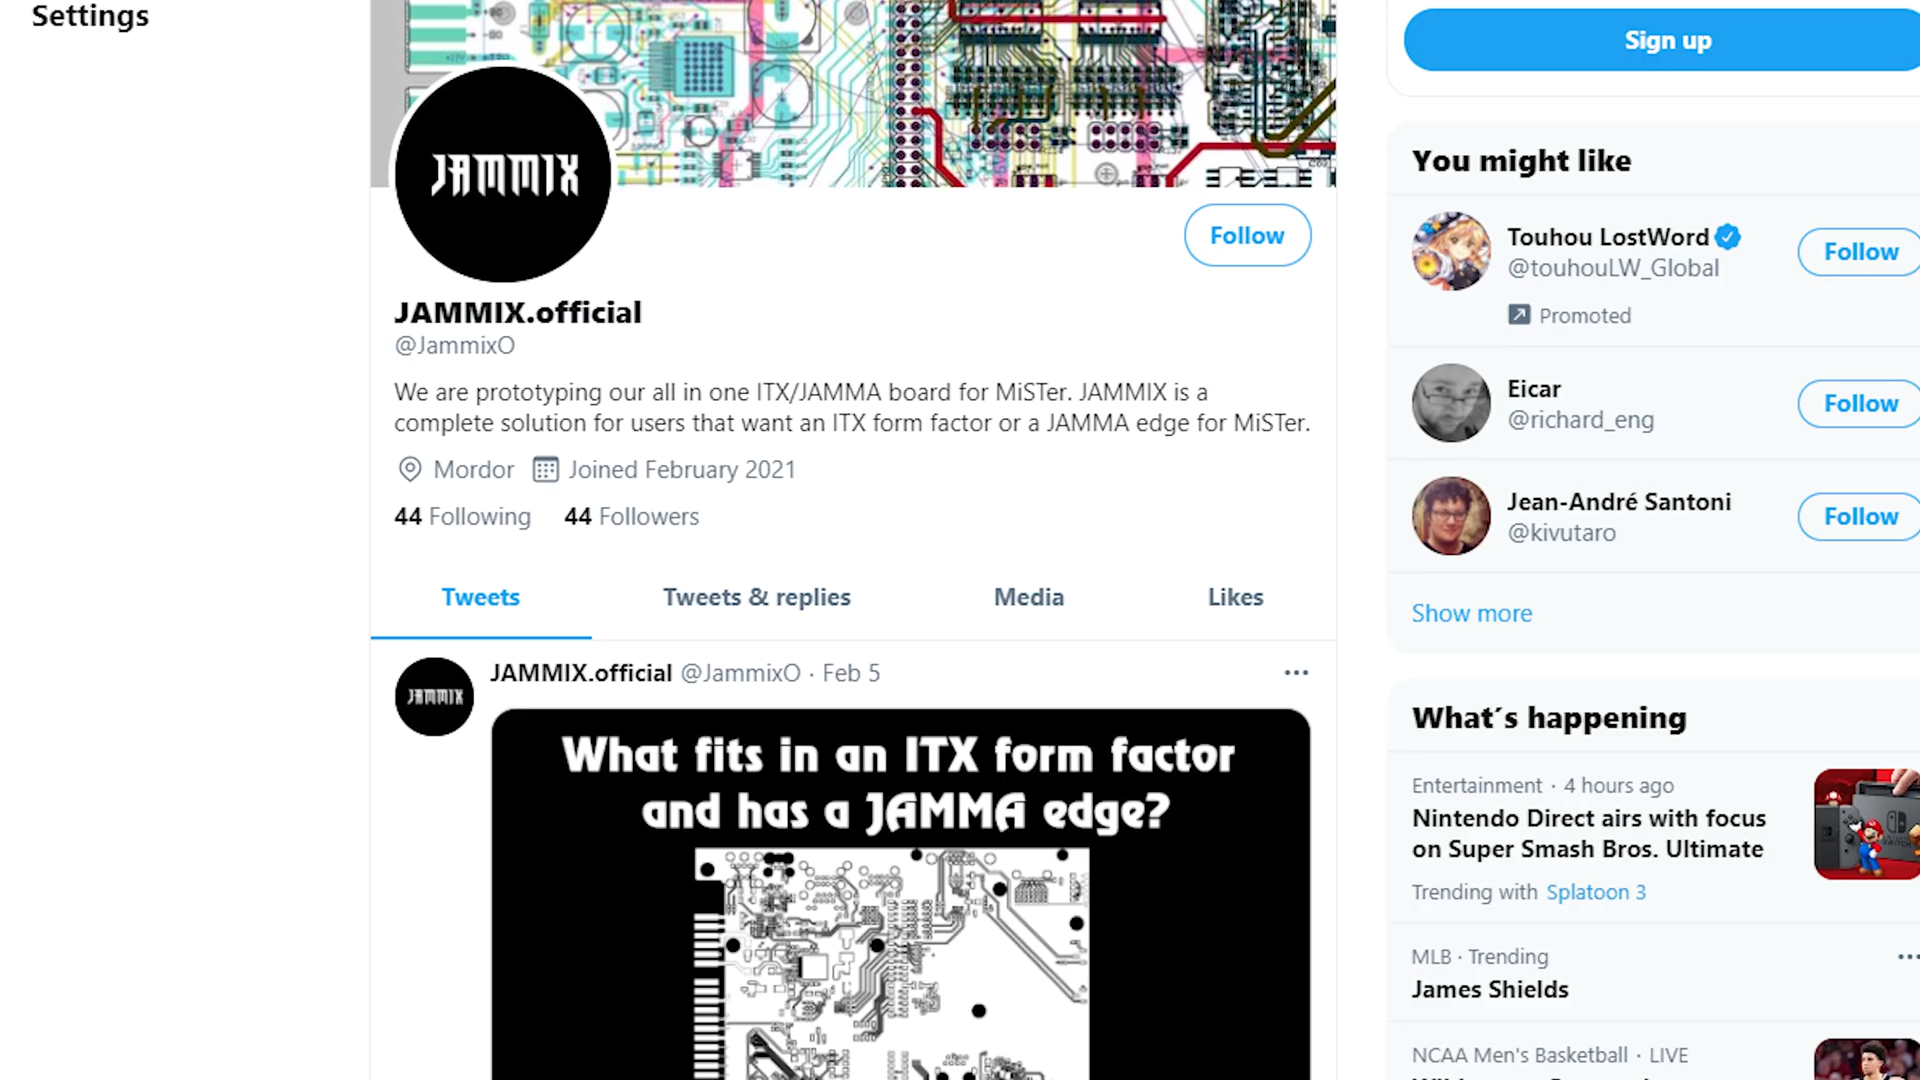 Settings
JAMMIX
Follow
JAMMIX.official
@JammixO
We are prototyping our all in one ITX/JAMMA board for MiSTer. JAMMIX is a
complete solution for users that want an ITX form factor or a JAMMA edge for MiSTer.
Mordor Joined February 2021
44 Following 44 Followers
Tweets Tweets & replies Media Likes
JAMMIX
JAMMIX.official @JammixO · Feb 5
What fits in an ITX form factor
and has a JAMMA edge?
Sign up
You might like
Touhou LostWord
@touhouLW_Global
Follow
Promoted
Eicar
@richard_eng
Follow
Jean-André Santoni
@kivutaro
Follow
Show more
What´s happening
Entertainment · 4 hours ago
Nintendo Direct airs with focus
on Super Smash Bros. Ultimate
Trending with Splatoon 3
MLB · Trending
James Shields
NCAA Men's Basketball · LIVE